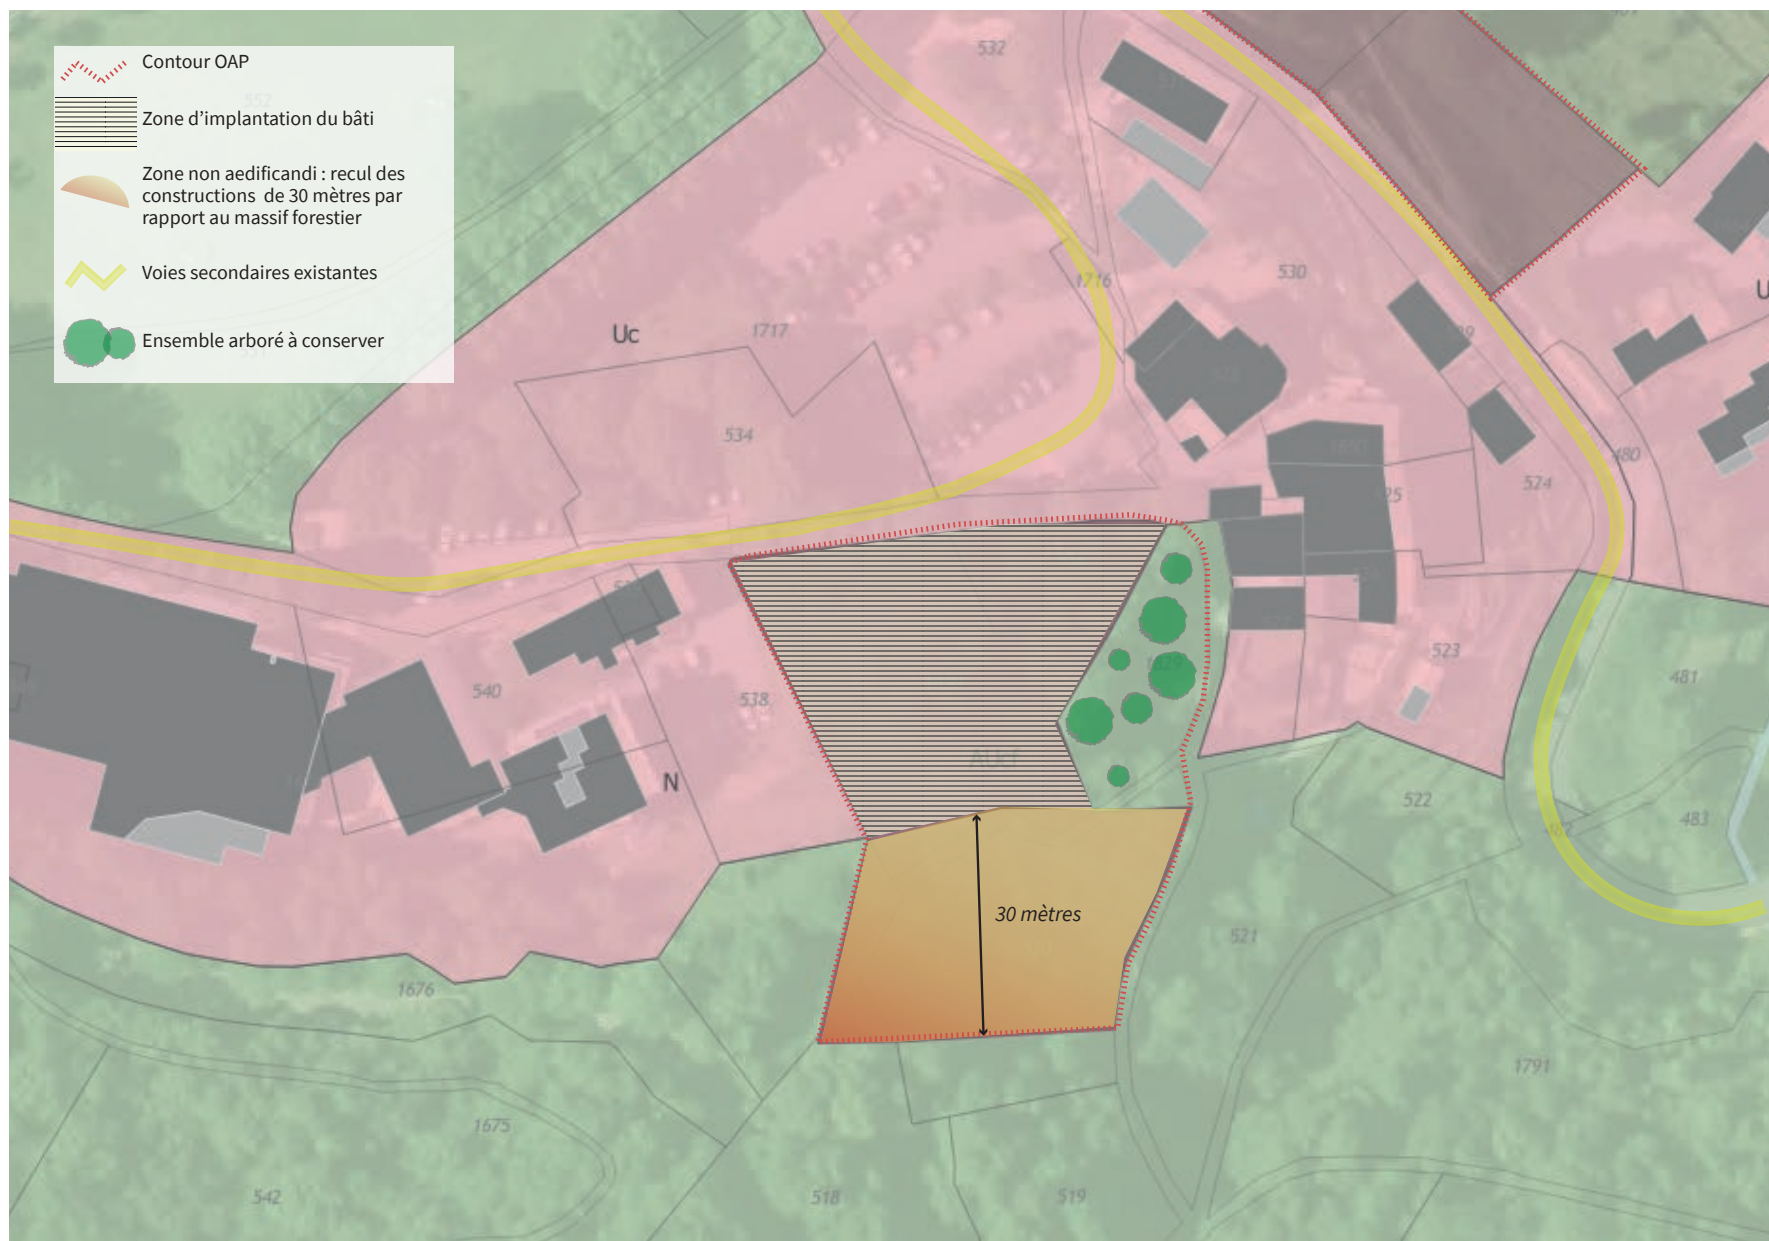 Contour OAP
Zone d’implantation du bâti
Zone non aedificandi : recul des
constructions  de 30 mètres par
rapport au massif forestier
Voies secondaires existantes
Ensemble arboré à conserver
532
552
1716
530
Uc
1717
U
534
480
524
523
481
540
538
AUcf
N
522
483
30 mètres
521
1676
1791
1675
542
518
519